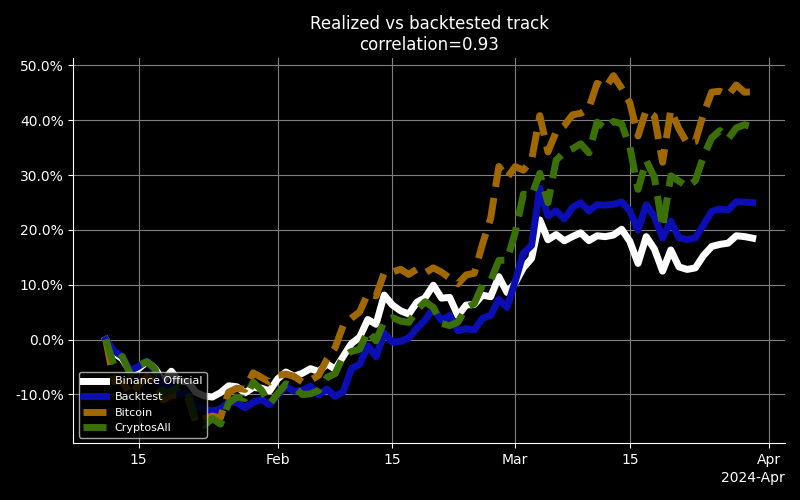 Realized vs backtested track
correlation=0.93
50.0%
40.0%
30.0%
20.0%
10.0%
0.0%
-10.0%
Binance Official
Backtest
Bitcoin
CryptosAll
15
Feb
15
Mar
15
Apr
2024-Apr